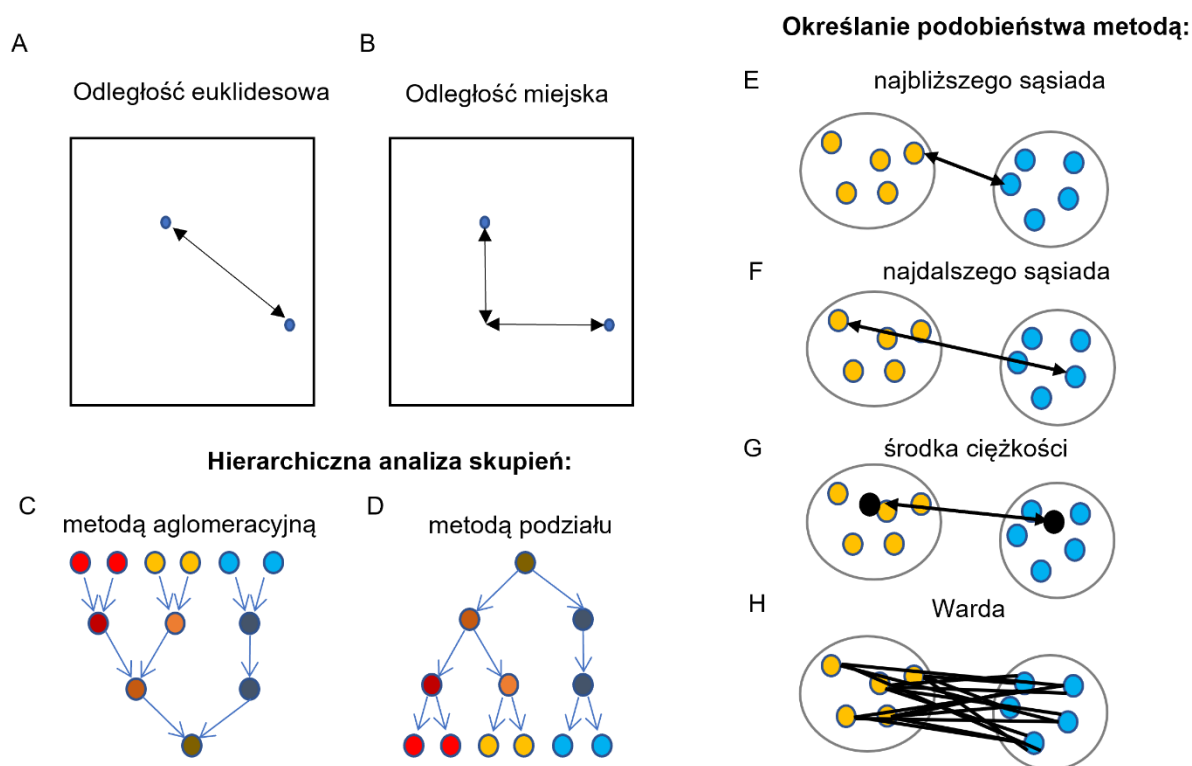 A
Odległość euklidesowa
B
Odległość miejska
Hierarchiczna analiza skupień:
C
metodą aglomeracyjną
D
metodą podziału
Określanie podobieństwa metodą:
E
najbliższego sąsiada
F
najdalszego sąsiada
G
środka ciężkości
H
Warda